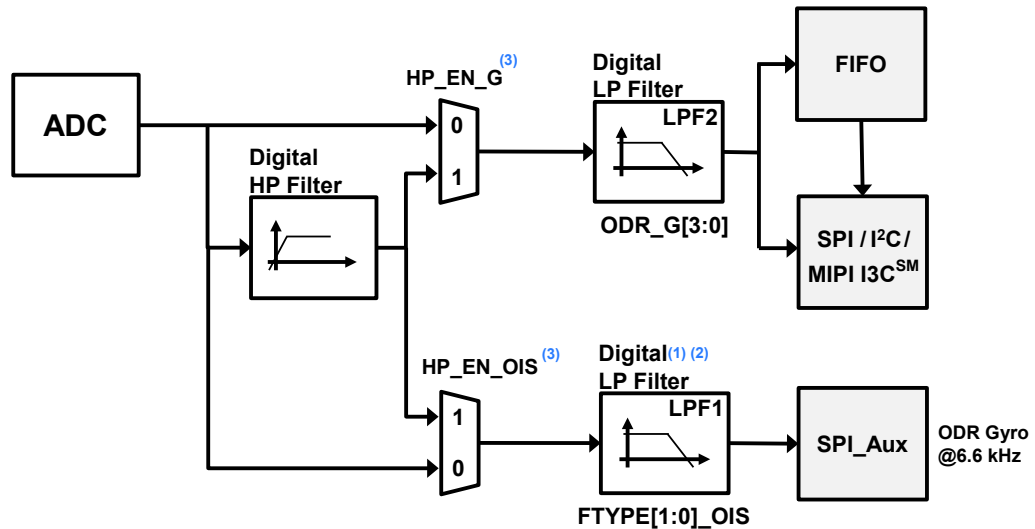 ADC
HP_EN_G (3)
0
1
Digital
HP Filter
Digital
LP Filter
LPF2
ODR_G[3:0]
FIFO
SPI / I²C /
MIPI I3C^SM
HP_EN_OIS (3)
1
0
Digital (1) (2)
LP Filter
LPF1
FTYPE[1:0]_OIS
SPI_Aux
ODR Gyro
@6.6 kHz